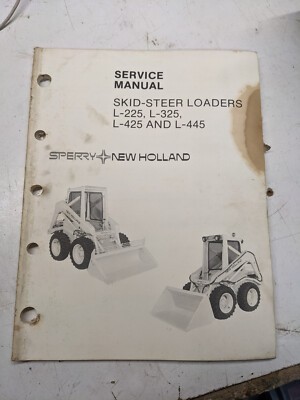 SERVICE
MANUAL
SKID-STEER LOADERS
L-225, L-325,
L-425 AND L-445
SPERRY NEW HOLLAND